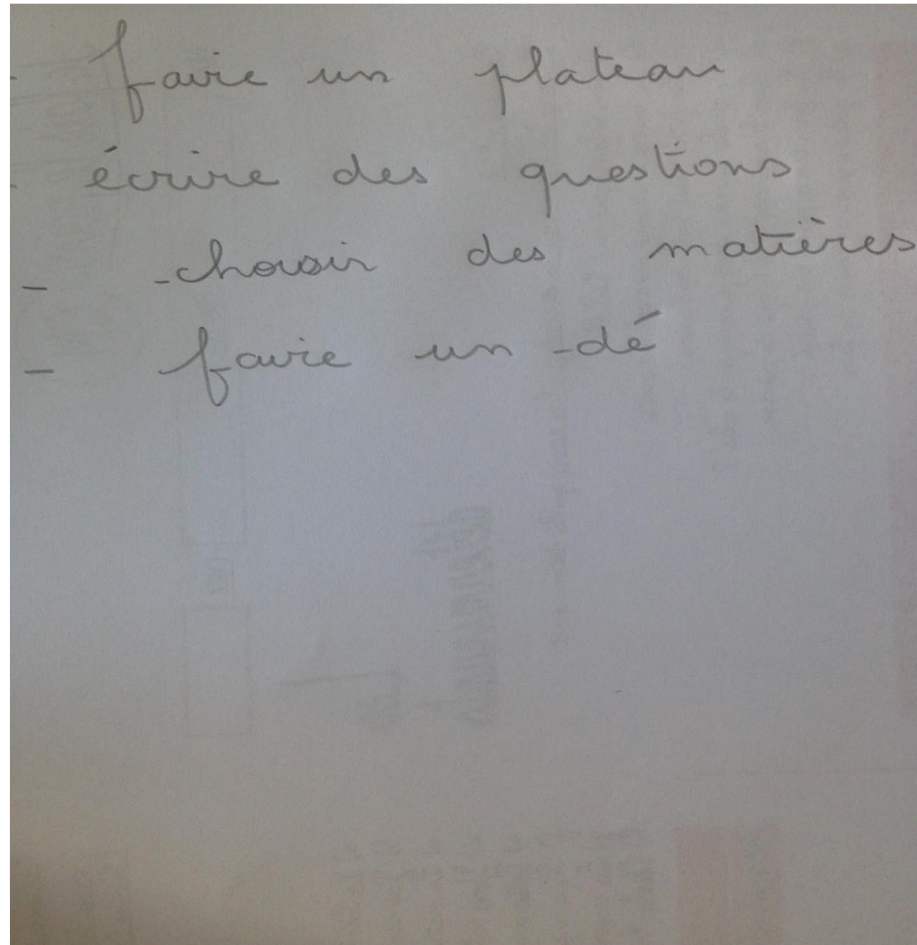 - faire un plateau
- écrire des questions
- choisir des matières
- faire un dé